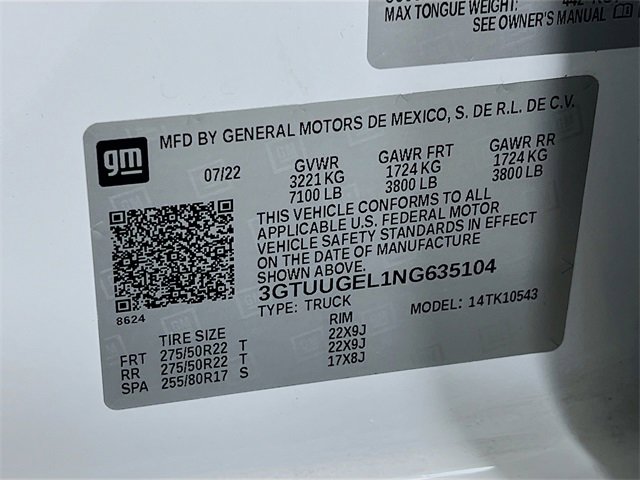 MAX TONGUE WEIGHT:
SEE OWNER'S MANUAL
gm
MFD BY GENERAL MOTORS DE MEXICO, S. DE R.L. DE C.V.
07/22 GVWR GAWR FRT GAWR RR
3221 KG 1724 KG 1724 KG
7100 LB 3800 LB 3800 LB
THIS VEHICLE CONFORMS TO ALL
APPLICABLE U.S. FEDERAL MOTOR
VEHICLE SAFETY STANDARDS IN EFFECT
ON THE DATE OF MANUFACTURE
SHOWN ABOVE.
3GTUUGEL1NG635104
8624
TYPE: TRUCK MODEL: 14TK10543
TIRE SIZE RIM
FRT 275/50R22 T 22X9J
RR 275/50R22 T 22X9J
SPA 255/80R17 S 17X8J